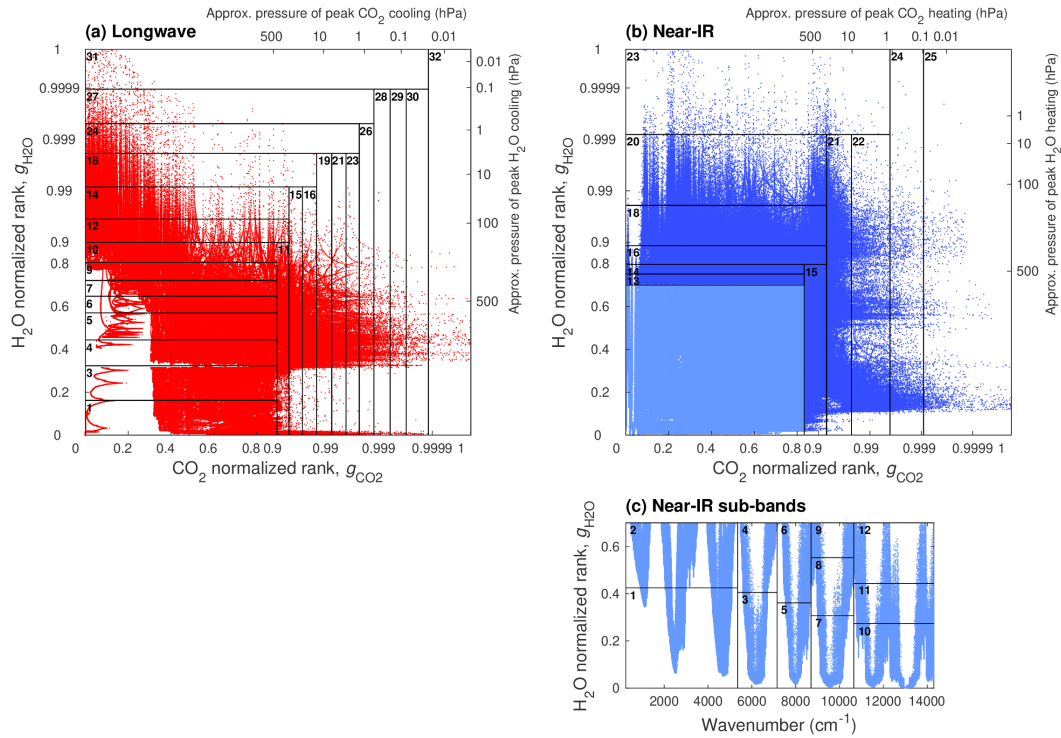 Approx. pressure of peak CO2 cooling (hPa)
(a) Longwave
500 10 1 0.1 0.01
1
0.9999
0.999
0.99
0.9
0.8
0.6
0.4
0.2
0
H2O normalized rank, gH2O
31 32
27 28 29 30
24 26
18 19 21 23
14 15 16
12
10 11
9
7
6
5
4
3
1
0.01
0.1
1
10
100
500
Approx. pressure of peak H2O cooling (hPa)
0 0.2 0.4 0.6 0.8 0.9 0.99 0.9999 1
CO2 normalized rank, gCO2
Approx. pressure of peak CO2 heating (hPa)
(b) Near-IR
500 10 1 0.1 0.01
1
0.9999
0.999
0.99
0.9
0.8
0.6
0.4
0.2
0
H2O normalized rank, gH2O
23 24 25
20 21 22
18
16
14 15
13
1
10
100
500
Approx. pressure of peak H2O heating (hPa)
0 0.2 0.4 0.6 0.8 0.9 0.99 0.999 0.9999 1
CO2 normalized rank, gCO2
(c) Near-IR sub-bands
0.6
0.4
0.2
0
H2O normalized rank, gH2O
2 4 6 9 12
8
11
1 3
5
7 10
2000 4000 6000 8000 10000 12000 14000
Wavenumber (cm-1)